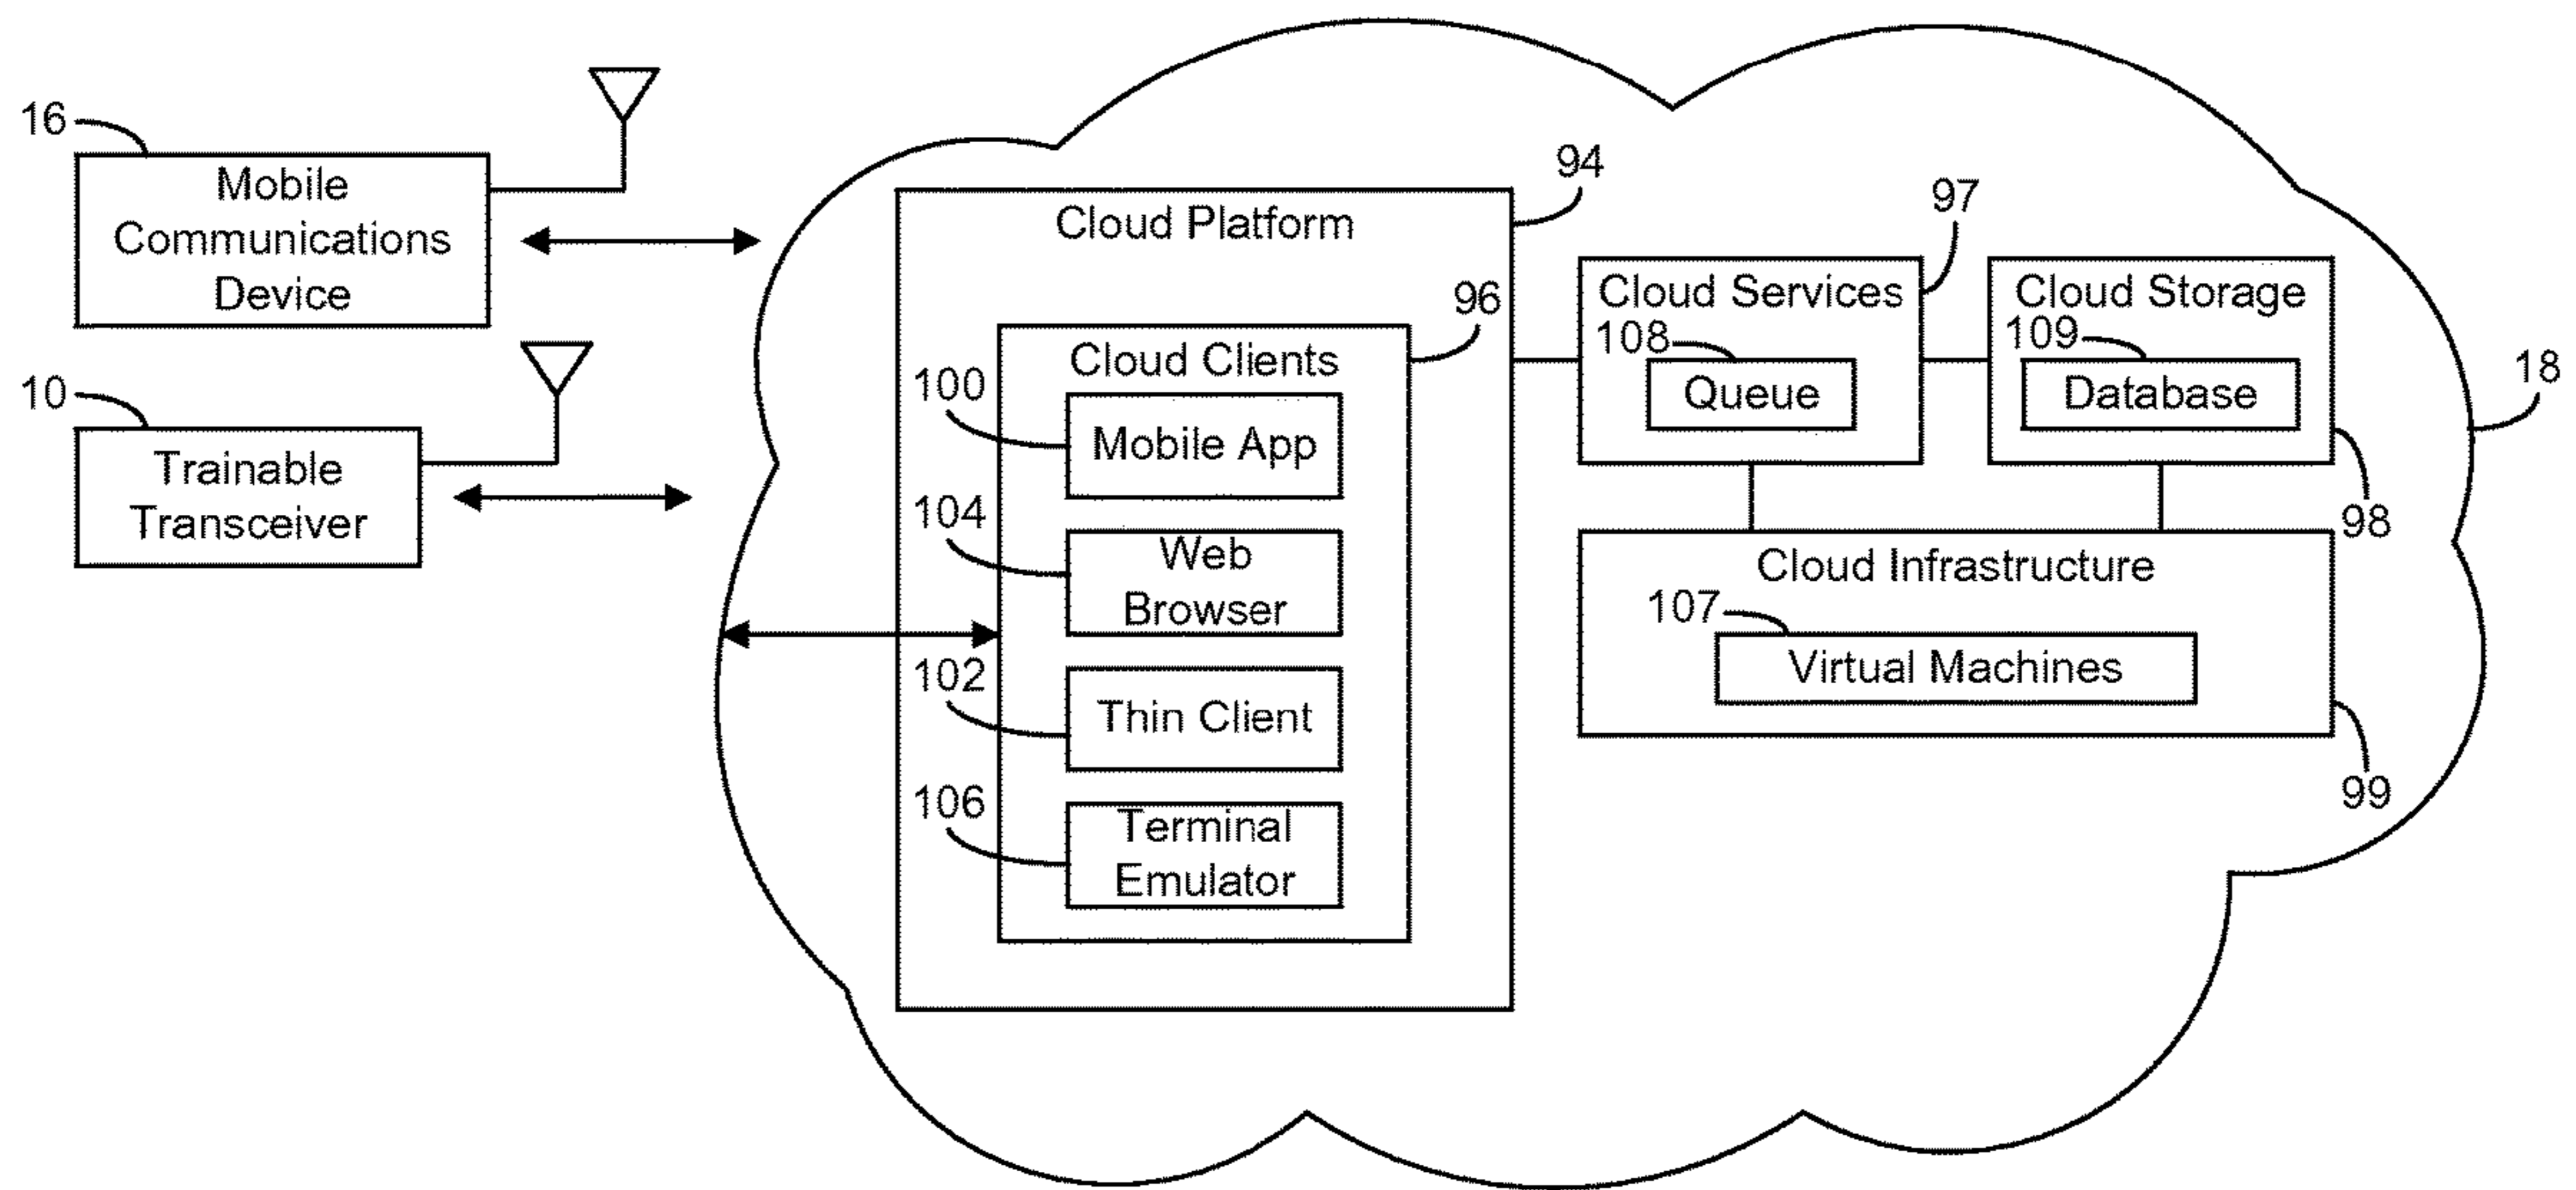 16
Mobile
Communications
Device
10
Trainable
Transceiver
94
Cloud Platform
96
Cloud Clients
100
Mobile App
104
Web
Browser
102
Thin Client
106
Terminal
Emulator
97
Cloud Services
108
Queue
Cloud Storage
109
Database
98
18
Cloud Infrastructure
107
Virtual Machines
99